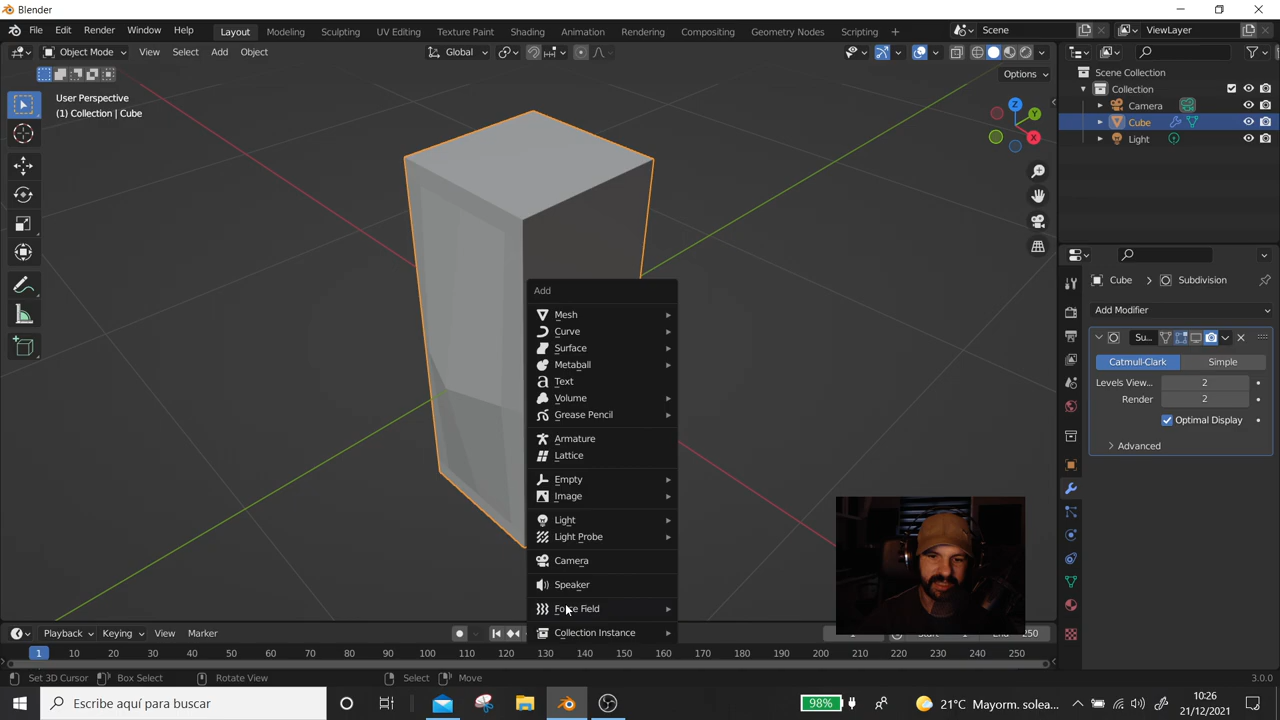 Blender
File Edit Render Window Help Layout Modeling Sculpting UV Editing Texture Paint Shading Animation Rendering Compositing Geometry Nodes Scripting + Scene ViewLayer
Object Mode View Select Add Object Global
Options
User Perspective
(1) Collection | Cube
Z
Y
X
Scene Collection
Collection
Camera
Cube
Light
Cube > Subdivision
Add Modifier
Su...
Catmull-Clark Simple
Levels View... 2
Render 2
Optimal Display
Advanced
Add
Mesh
Curve
Surface
Metaball
Text
Volume
Grease Pencil
Armature
Lattice
Empty
Image
Light
Light Probe
Camera
Speaker
Force Field
Collection Instance
Playback Keying View Marker 1 Start 1 End 250
1 10 20 30 40 50 60 70 80 90 100 110 120 130 140 150 160 170 180 190 200 210 220 230 240 250
Set 3D Cursor Box Select Rotate View Select Move 3.0.0
Escribe aquí para buscar
98%
21°C Mayorm. solea...
10:26
21/12/2021